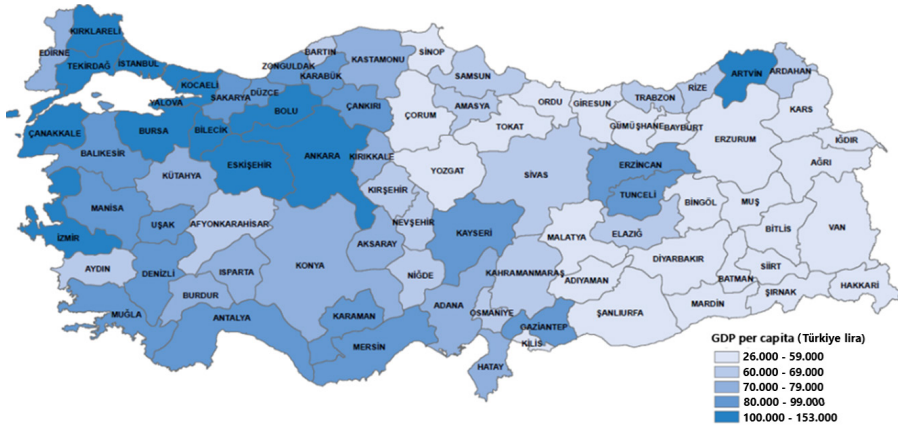 KIRKLARELİ
EDİRNE
TEKİRDAĞ
İSTANBUL
KOCAELİ
YALOVA
SAKARYA
DÜZCE
ZONGULDAK
BARTIN
KARABÜK
KASTAMONU
SİNOP
SAMSUN
ÇANKIRI
BOLU
AMASYA
ORDU
GİRESUN
TRABZON
RİZE
ARTVİN
ARDAHAN
KARS
ÇORUM
TOKAT
GÜMÜŞHANE
BAYBURT
ERZURUM
IĞDIR
AĞRI
ÇANAKKALE
BURSA
BİLECİK
BALIKESİR
ESKİŞEHİR
ANKARA
KIRIKKALE
YOZGAT
SİVAS
ERZİNCAN
TUNCELİ
KÜTAHYA
KIRŞEHİR
MANİSA
UŞAK
AFYONKARAHİSAR
NEVŞEHİR
KAYSERİ
MALATYA
ELAZIĞ
BİNGÖL
MUŞ
BİTLİS
VAN
İZMİR
AYDIN
DENİZLİ
ISPARTA
KONYA
AKSARAY
NİĞDE
KAHRAMANMARAŞ
ADIYAMAN
DİYARBAKIR
BATMAN
SİİRT
ŞIRNAK
HAKKARİ
MUĞLA
BURDUR
ANTALYA
KARAMAN
MERSİN
ADANA
OSMANİYE
GAZİANTEP
KİLİS
ŞANLIURFA
MARDİN
HATAY
GDP per capita (Türkiye lira)
26.000 - 59.000
60.000 - 69.000
70.000 - 79.000
80.000 - 99.000
100.000 - 153.000